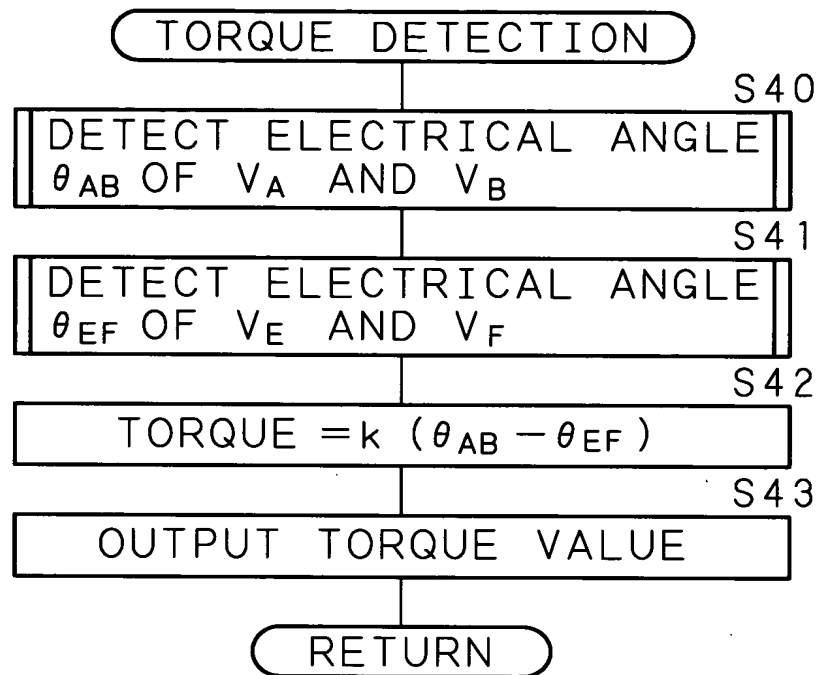 TORQUE DETECTION
S40
DETECT ELECTRICAL ANGLE
θAB OF VA AND VB
S41
DETECT ELECTRICAL ANGLE
θEF OF VE AND VF
S42
TORQUE = k (θAB − θEF)
S43
OUTPUT TORQUE VALUE
RETURN